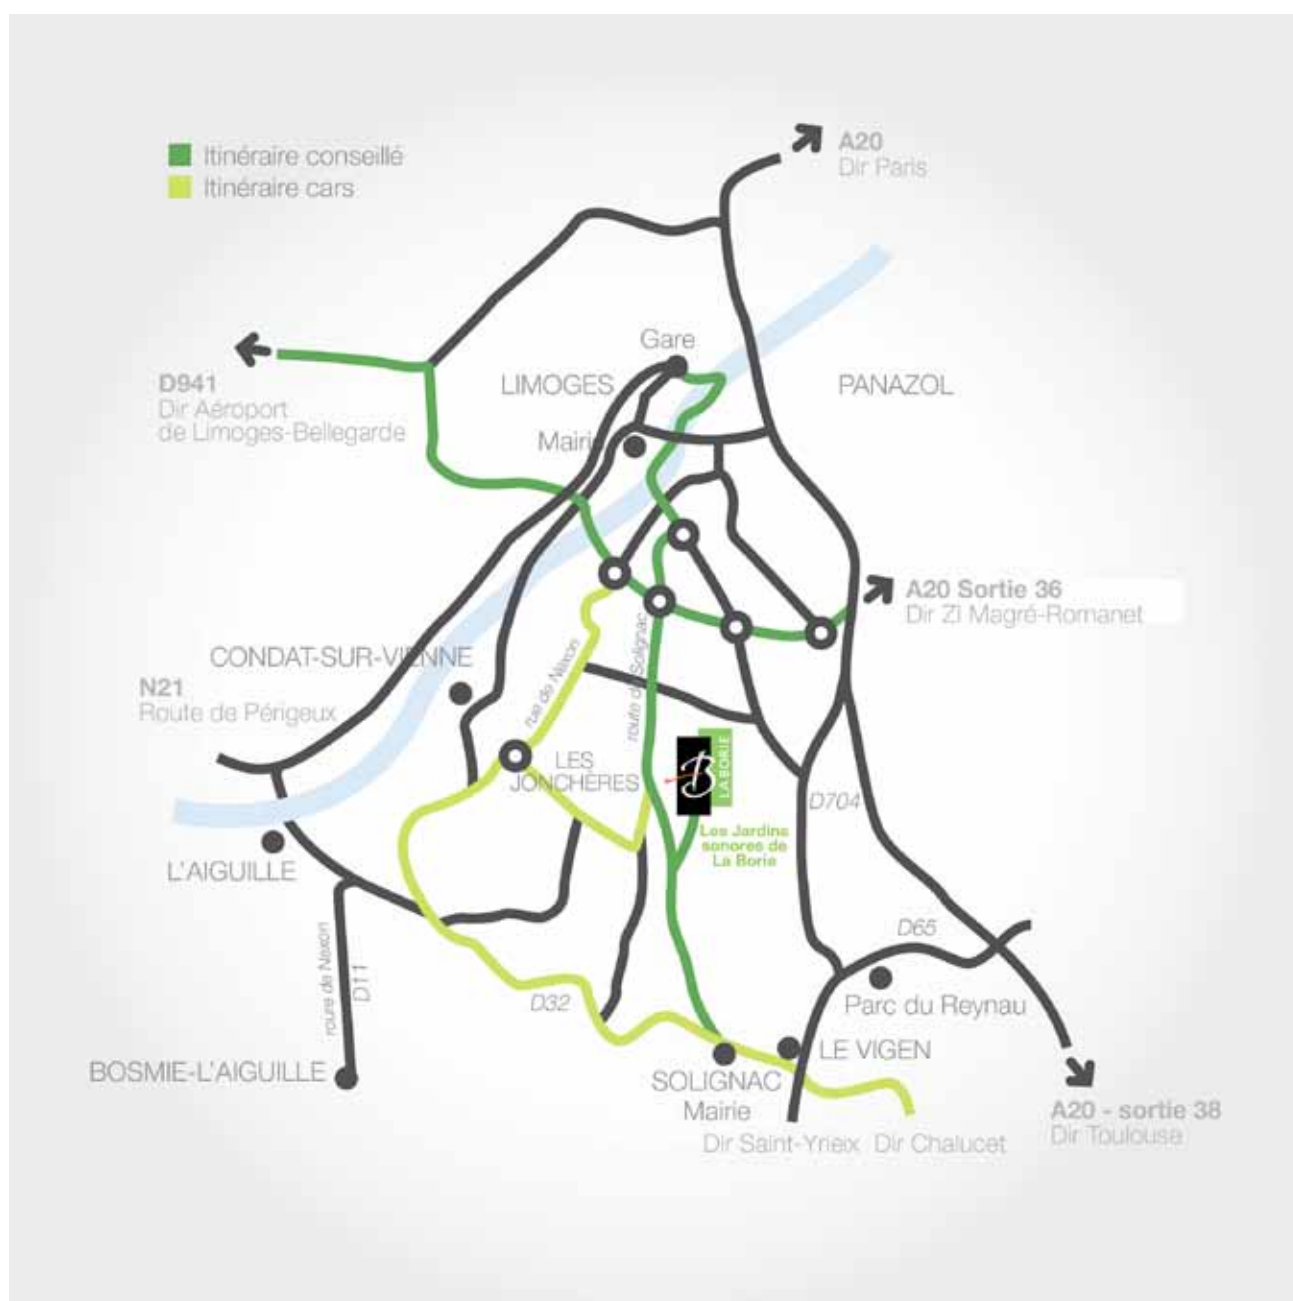 Itinéraire conseillé
Itinéraire cars
A20
Dir Paris
Gare
LIMOGES
PANAZOL
D941
Dir Aéroport
de Limoges-Bellegarde
Mairie
A20 Sortie 36
Dir ZI Magré-Romanet
CONDAT-SUR-VIENNE
N21
Route de Périgeux
rue de Nexon
route de Solignac
LES
JONCHÈRES
B
LA BORIE
Les Jardins
sonores de
La Borie
D704
L'AIGUILLE
D65
route de Nexon
D11
D32
Parc du Reynau
BOSMIE-L'AIGUILLE
LE VIGEN
SOLIGNAC
Mairie
Dir Saint-Yrieix
Dir Chalucet
A20 - sortie 38
Dir Toulouse